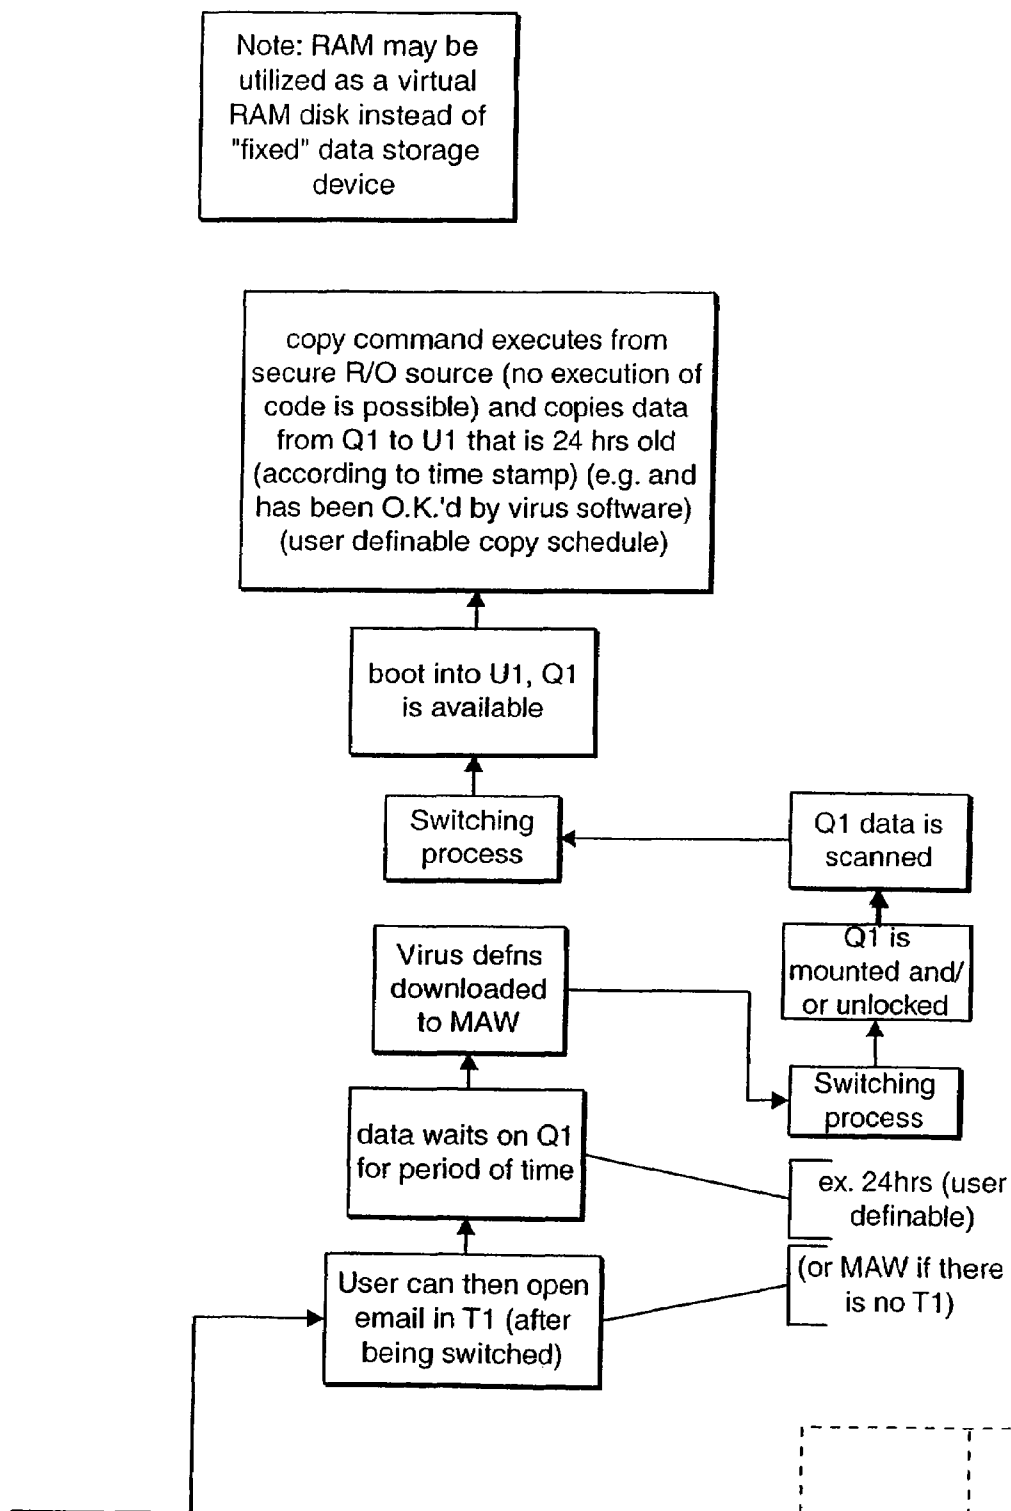 Note: RAM may be
utilized as a virtual
RAM disk instead of
"fixed" data storage
device
copy command executes from
secure R/O source (no execution of
code is possible) and copies data
from Q1 to U1 that is 24 hrs old
(according to time stamp) (e.g. and
has been O.K.'d by virus software)
(user definable copy schedule)
boot into U1, Q1
is available
Switching
process
Q1 data is
scanned
Virus defns
downloaded
to MAW
Q1 is
mounted and/
or unlocked
Switching
process
data waits on Q1
for period of time
ex. 24hrs (user
definable)
User can then open
email in T1 (after
being switched)
(or MAW if there
is no T1)